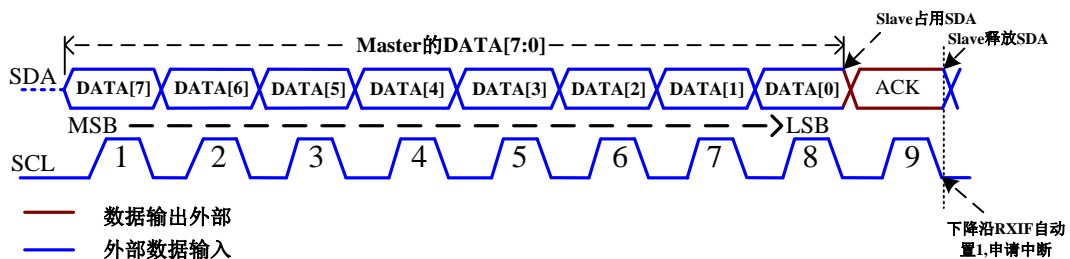 Slave占用SDA
Master的DATA[7:0]
Slave释放SDA
SDA
DATA[7] DATA[6] DATA[5] DATA[4] DATA[3] DATA[2] DATA[1] DATA[0] ACK
MSB LSB
SCL 1 2 3 4 5 6 7 8 9
数据输出外部
外部数据输入
下降沿RXIF自动
置1,申请中断